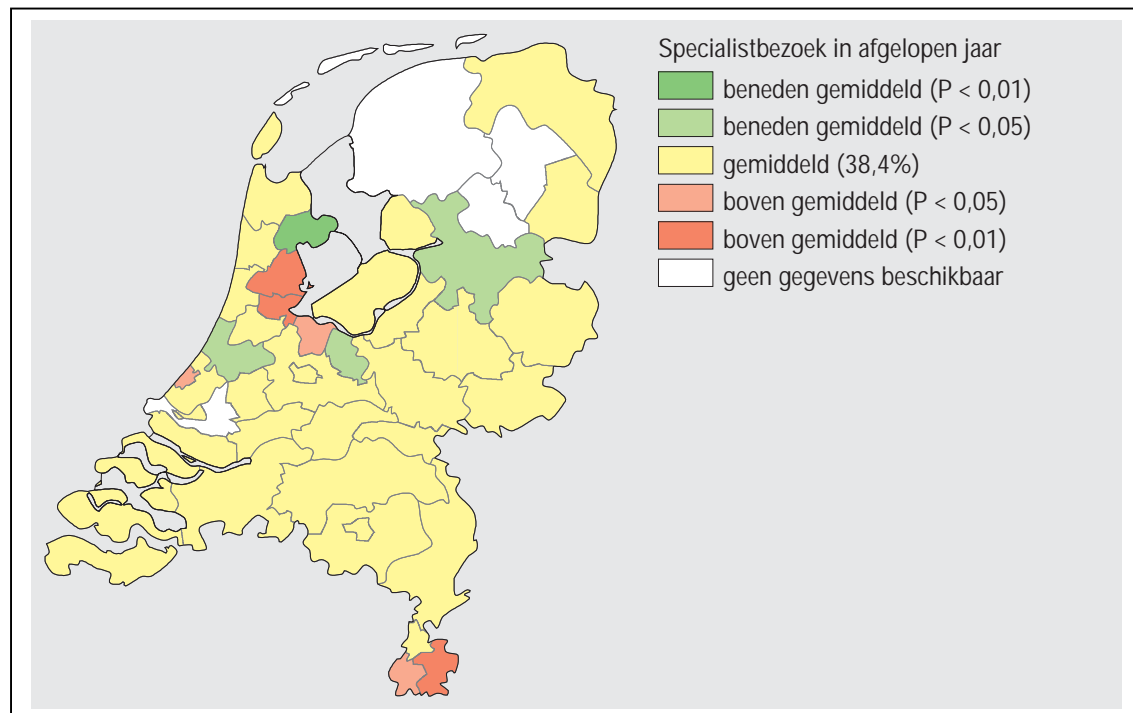 Specialistbezoek in afgelopen jaar
beneden gemiddeld (P < 0,01)
beneden gemiddeld (P < 0,05)
gemiddeld (38,4%)
boven gemiddeld (P < 0,05)
boven gemiddeld (P < 0,01)
geen gegevens beschikbaar